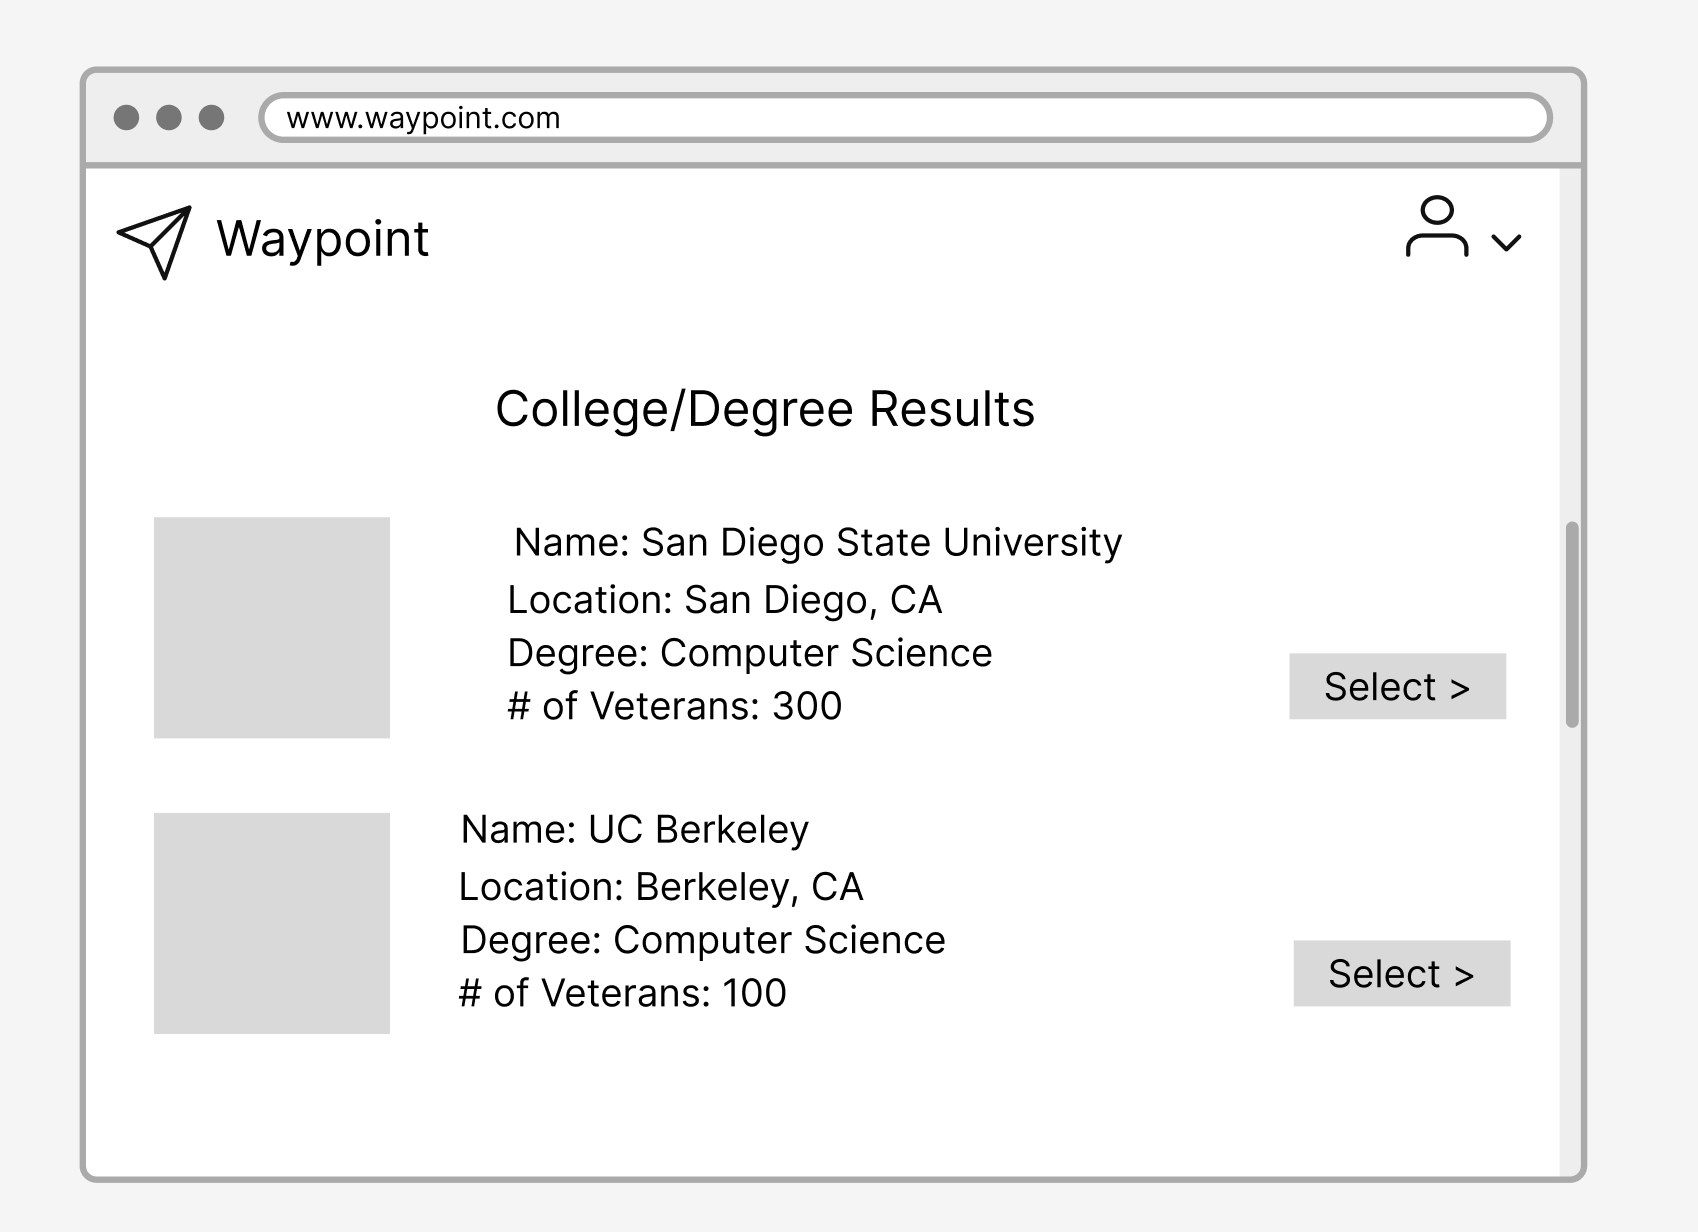 www.waypoint.com
Waypoint
College/Degree Results
Name: San Diego State University
Location: San Diego, CA
Degree: Computer Science
# of Veterans: 300
Select >
Name: UC Berkeley
Location: Berkeley, CA
Degree: Computer Science
# of Veterans: 100
Select >